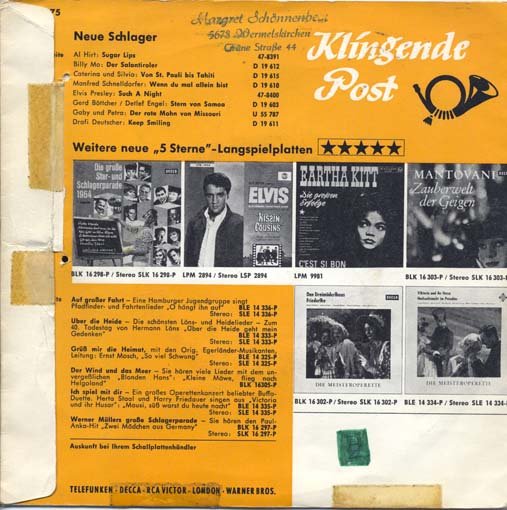 75
Margret Schönnenbeul
5678 Wermelskirchen
Grüne Straße 44
Klingende
Post
Neue Schlager
ite
Al Hirt: Sugar Lips 47-8391
Billy Mo: Der Salontiroler D 19 612
Caterina und Silvio: Von St. Pauli bis Tahiti D 19 615
Manfred Schnelldorfer: Wenn du mal allein bist D 19 610
Elvis Presley: Such A Night 47-8400
Gerd Böttcher / Detlef Engel: Stern von Samoa D 19 603
Gaby und Petra: Der rote Mohn von Missouri U 55 787
Drafi Deutscher: Keep Smiling D 19 611
Weitere neue „5 Sterne"-Langspielplatten ★★★★★
Die große
Star- und
Schlagerparade
1964
DECCA
ELVIS
KISSIN
COUSINS
EARTHA KITT
Die großen
Erfolge
C'EST SI BON
MANTOVANI
Zauberwelt
der Geigen
DECCA
BLK 16 298-P / Stereo SLK 16 298-P
LPM 2894 / Stereo LSP 2894
LPM 9981
BLK 16 303-P / Stereo SLK 16 303-P
ite
Auf großer Fahrt – Eine Hamburger Jugendgruppe singt
Pfadfinder- und Fahrtenlieder „O hängt ihn auf"
BLE 14 336-P
Stereo: SLE 14 336-P
Über die Heide – Die schönsten Löns- und Heidelieder – Zum
40. Todestag von Hermann Löns „Über die Heide geht mein
Gedenken" BLE 14 333-P
Stereo: SLE 14 333-P
Grüß mir die Heimat, mit den Orig. Egerländer-Musikanten,
Leitung: Ernst Mosch, „So viel Schwung" BLE 14 325-P
Stereo: SLE 14 325-P
Der Wind und das Meer – Sie hören viele Lieder mit dem un-
vergeßlichen „Blonden Hans": „Kleine Möwe, flieg nach
Helgoland" BLK 16305-P
Ich spiel mit dir – Ein großes Operettenkonzert beliebter Buffo-
Duette. Herta Staal und Harry Friedauer singen aus „Victoria
und ihr Husar": „Mausi, süß warst du heute nacht" BLE 14 335-P
Stereo: SLE 14 335-P
Werner Müllers große Schlagerparade – Sie hören den Paul-
Anka-Hit „Zwei Mädchen aus Germany" BLK 16 297-P
Stereo: SLK 16 297-P
Auskunft bei Ihrem Schallplattenhändler
Das Dreimäderlhaus
Friederike
DECCA
DIE MEISTEROPERETTE
Viktoria und ihr Husar
DIE MEISTEROPERETTE
BLK 16 302-P / Stereo SLK 16 302-P
BLE 14 334-P / Stereo SLE 14 334-P
TELEFUNKEN · DECCA · RCA VICTOR · LONDON · WARNER BROS.